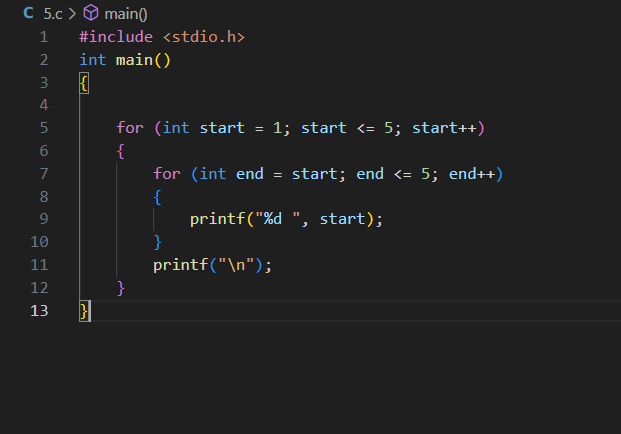 C 5.c > main()
1 #include <stdio.h>
2 int main()
3 {
4
5     for (int start = 1; start <= 5; start++)
6     {
7         for (int end = start; end <= 5; end++)
8         {
9             printf("%d ", start);
10         }
11         printf("\n");
12     }
13 }